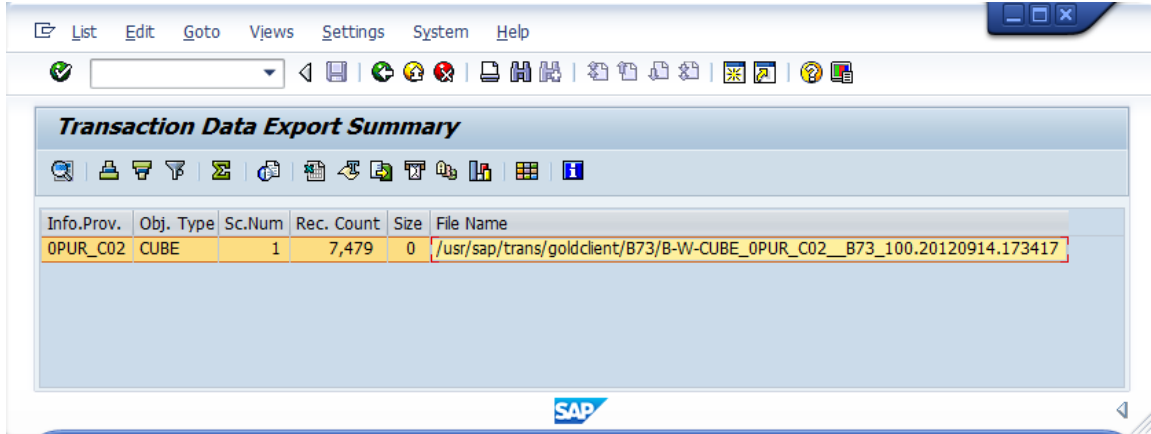 List Edit Goto Views Settings System Help
Transaction Data Export Summary
Info.Prov. Obj. Type Sc.Num Rec. Count Size File Name
0PUR_C02 CUBE 1 7,479 0 /usr/sap/trans/goldclient/B73/B-W-CUBE_0PUR_C02__B73_100.20120914.173417
SAP